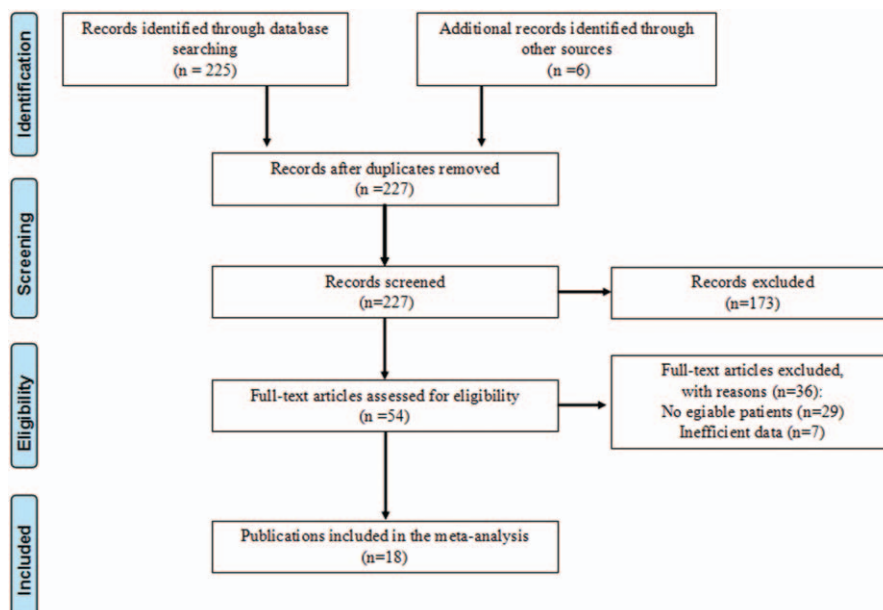 Identification
Records identified through database
searching
(n = 225)
Additional records identified through
other sources
(n =6)
Records after duplicates removed
(n =227)
Screening
Records screened
(n=227)
Records excluded
(n=173)
Eligibility
Full-text articles assessed for eligibility
(n =54)
Full-text articles excluded,
with reasons (n=36):
No egiable patients (n=29)
Inefficient data (n=7)
Included
Publications included in the meta-analysis
(n=18)